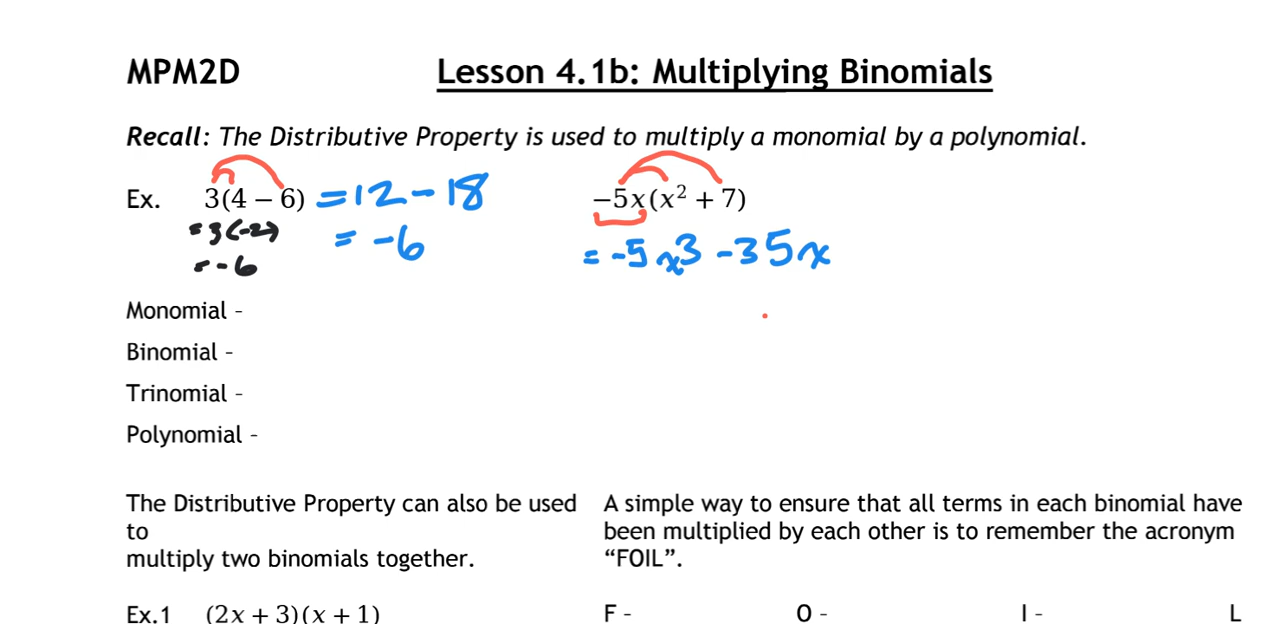 MPM2D Lesson 4.1b: Multiplying Binomials
Recall: The Distributive Property is used to multiply a monomial by a polynomial.
Ex. 3(4 − 6) = 12 - 18 −5x(x² + 7)
= 3(-2) = -6 = -5x³ - 35x
= -6
Monomial -
Binomial -
Trinomial -
Polynomial -
The Distributive Property can also be used
to
multiply two binomials together.
A simple way to ensure that all terms in each binomial have
been multiplied by each other is to remember the acronym
“FOIL”.
Ex.1 (2x + 3)(x + 1) F - O - I - L